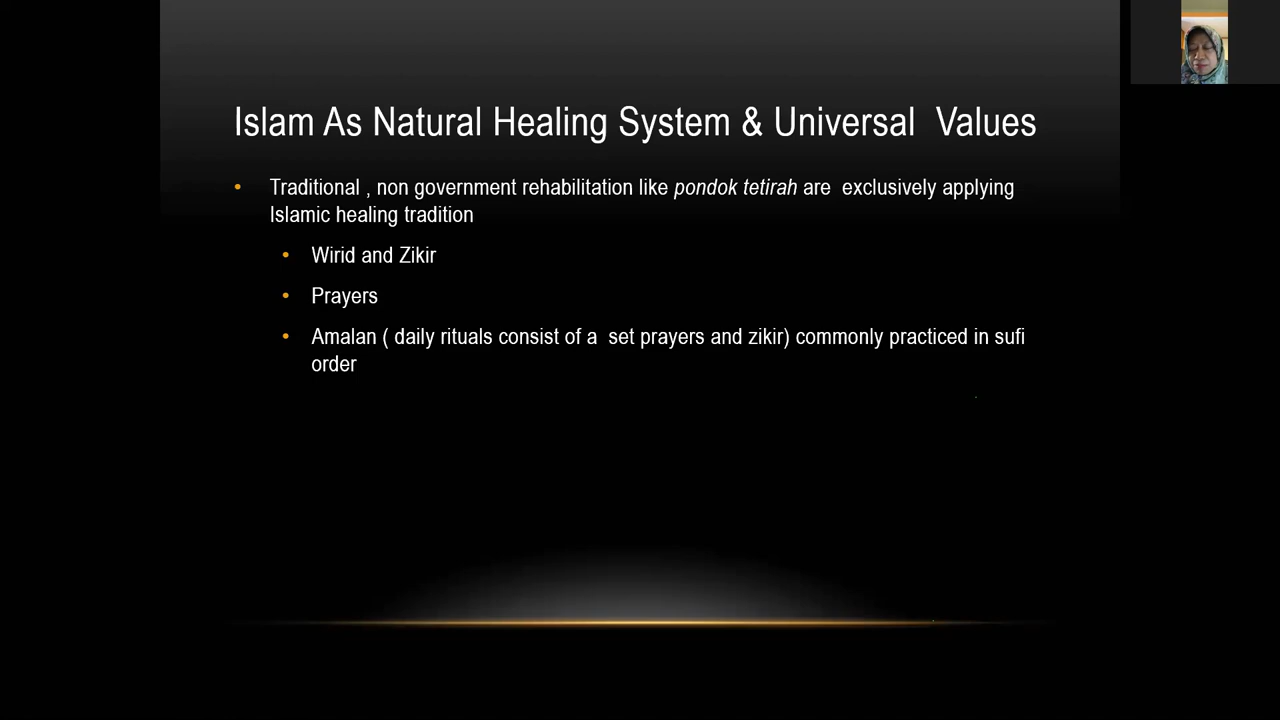 Islam As Natural Healing System & Universal Values
• Traditional , non government rehabilitation like pondok tetirah are exclusively applying
Islamic healing tradition
• Wirid and Zikir
• Prayers
• Amalan ( daily rituals consist of a set prayers and zikir) commonly practiced in sufi
order